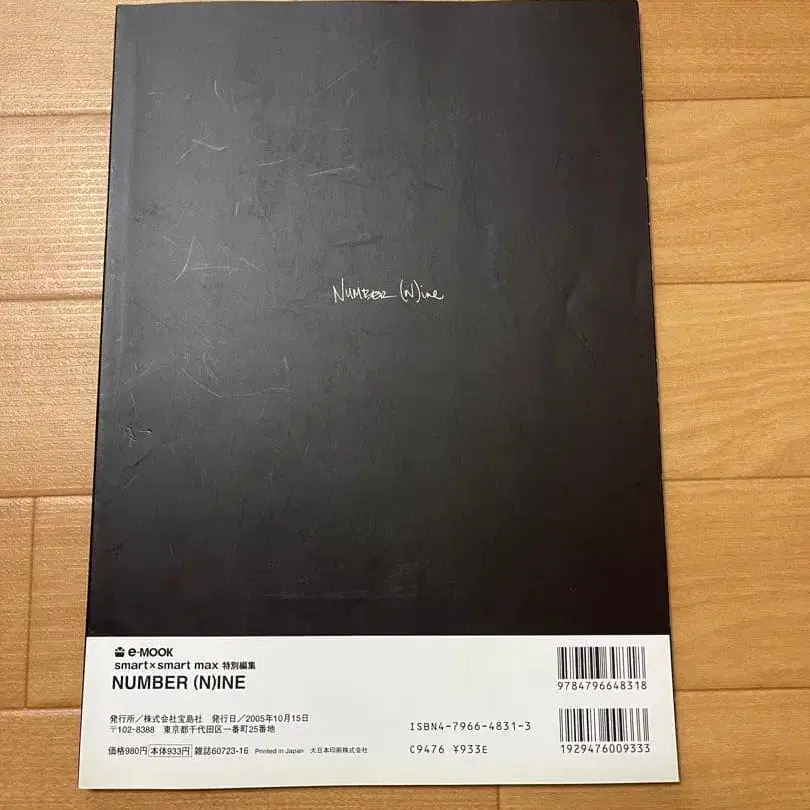 NUMBER (N)ine
e-MOOK
smart×smart max 特別編集
NUMBER (N)INE
発行所／株式会社宝島社 発行日／2005年10月15日
〒102-8388 東京都千代田区一番町25番地
価格980円 本体933円 雑誌60723-16 Printed in Japan 大日本印刷株式会社
ISBN4-7966-4831-3
C9476 ¥933E
9784796648318
1929476009333